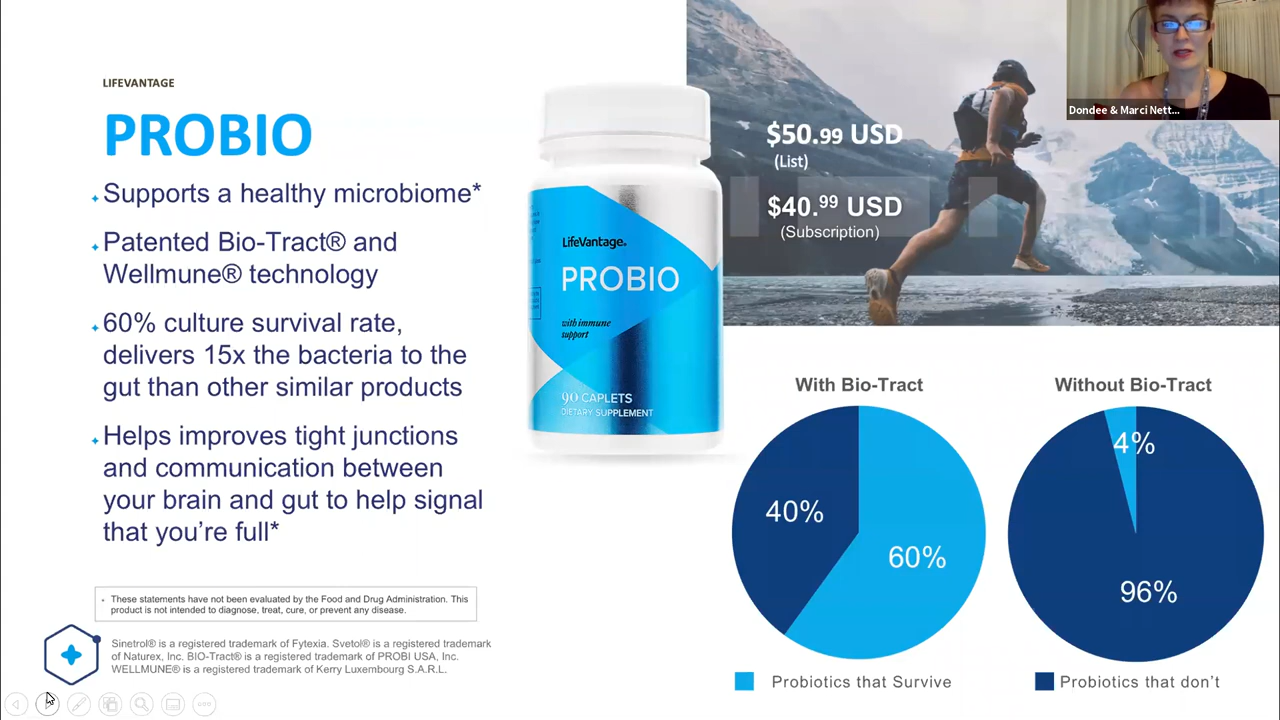 LIFEVANTAGE
PROBIO
Supports a healthy microbiome*
Patented Bio-Tract® and
Wellmune® technology
60% culture survival rate,
delivers 15x the bacteria to the
gut than other similar products
Helps improves tight junctions
and communication between
your brain and gut to help signal
that you're full*
These statements have not been evaluated by the Food and Drug Administration. This
product is not intended to diagnose, treat, cure, or prevent any disease.
Sinetrol® is a registered trademark of Fytexia. Svetol® is a registered trademark
of Naturex, Inc. BIO-Tract® is a registered trademark of PROBI USA, Inc.
WELLMUNE® is a registered trademark of Kerry Luxembourg S.A.R.L.
LifeVantage.
PROBIO
with immune
support
90 CAPLETS
DIETARY SUPPLEMENT
$50.99 USD
(List)
$40.99 USD
(Subscription)
Dondee & Marci Nett...
With Bio-Tract
40%
60%
Without Bio-Tract
4%
96%
Probiotics that Survive
Probiotics that don't